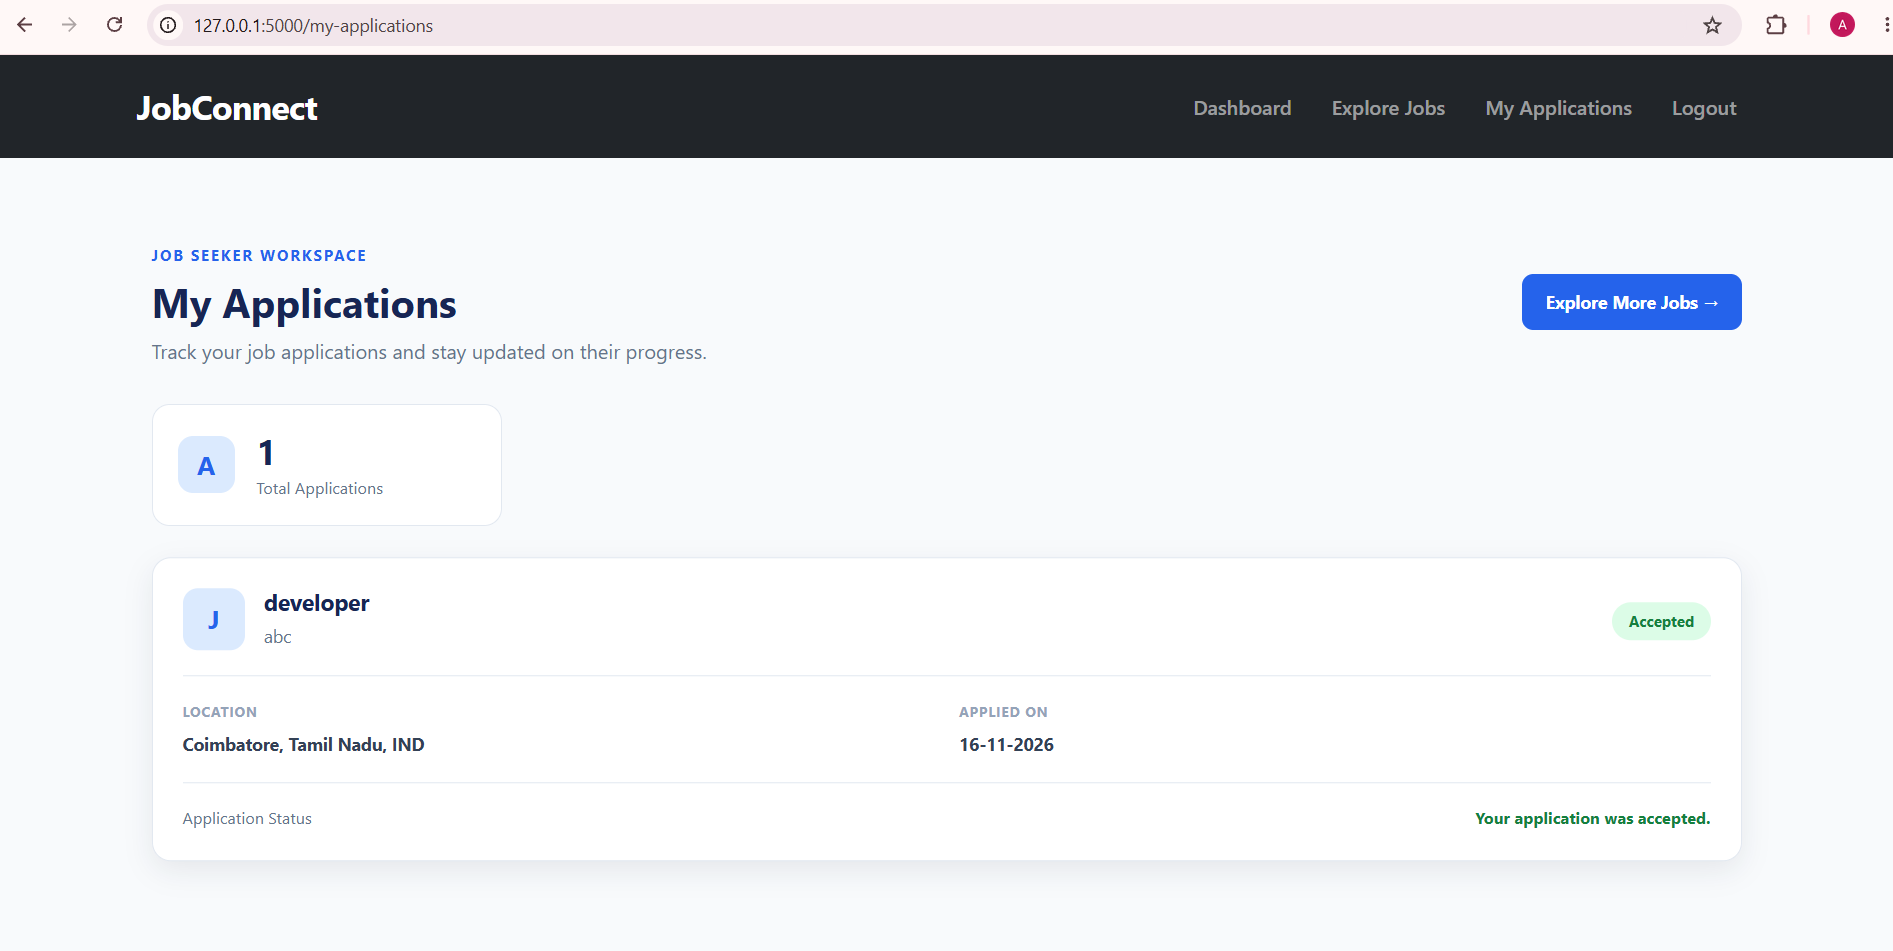 127.0.0.1:5000/my-applications
A
JobConnect
Dashboard
Explore Jobs
My Applications
Logout
JOB SEEKER WORKSPACE
My Applications
Track your job applications and stay updated on their progress.
Explore More Jobs →
A
1
Total Applications
J
developer
abc
Accepted
LOCATION
Coimbatore, Tamil Nadu, IND
APPLIED ON
16-11-2026
Application Status
Your application was accepted.